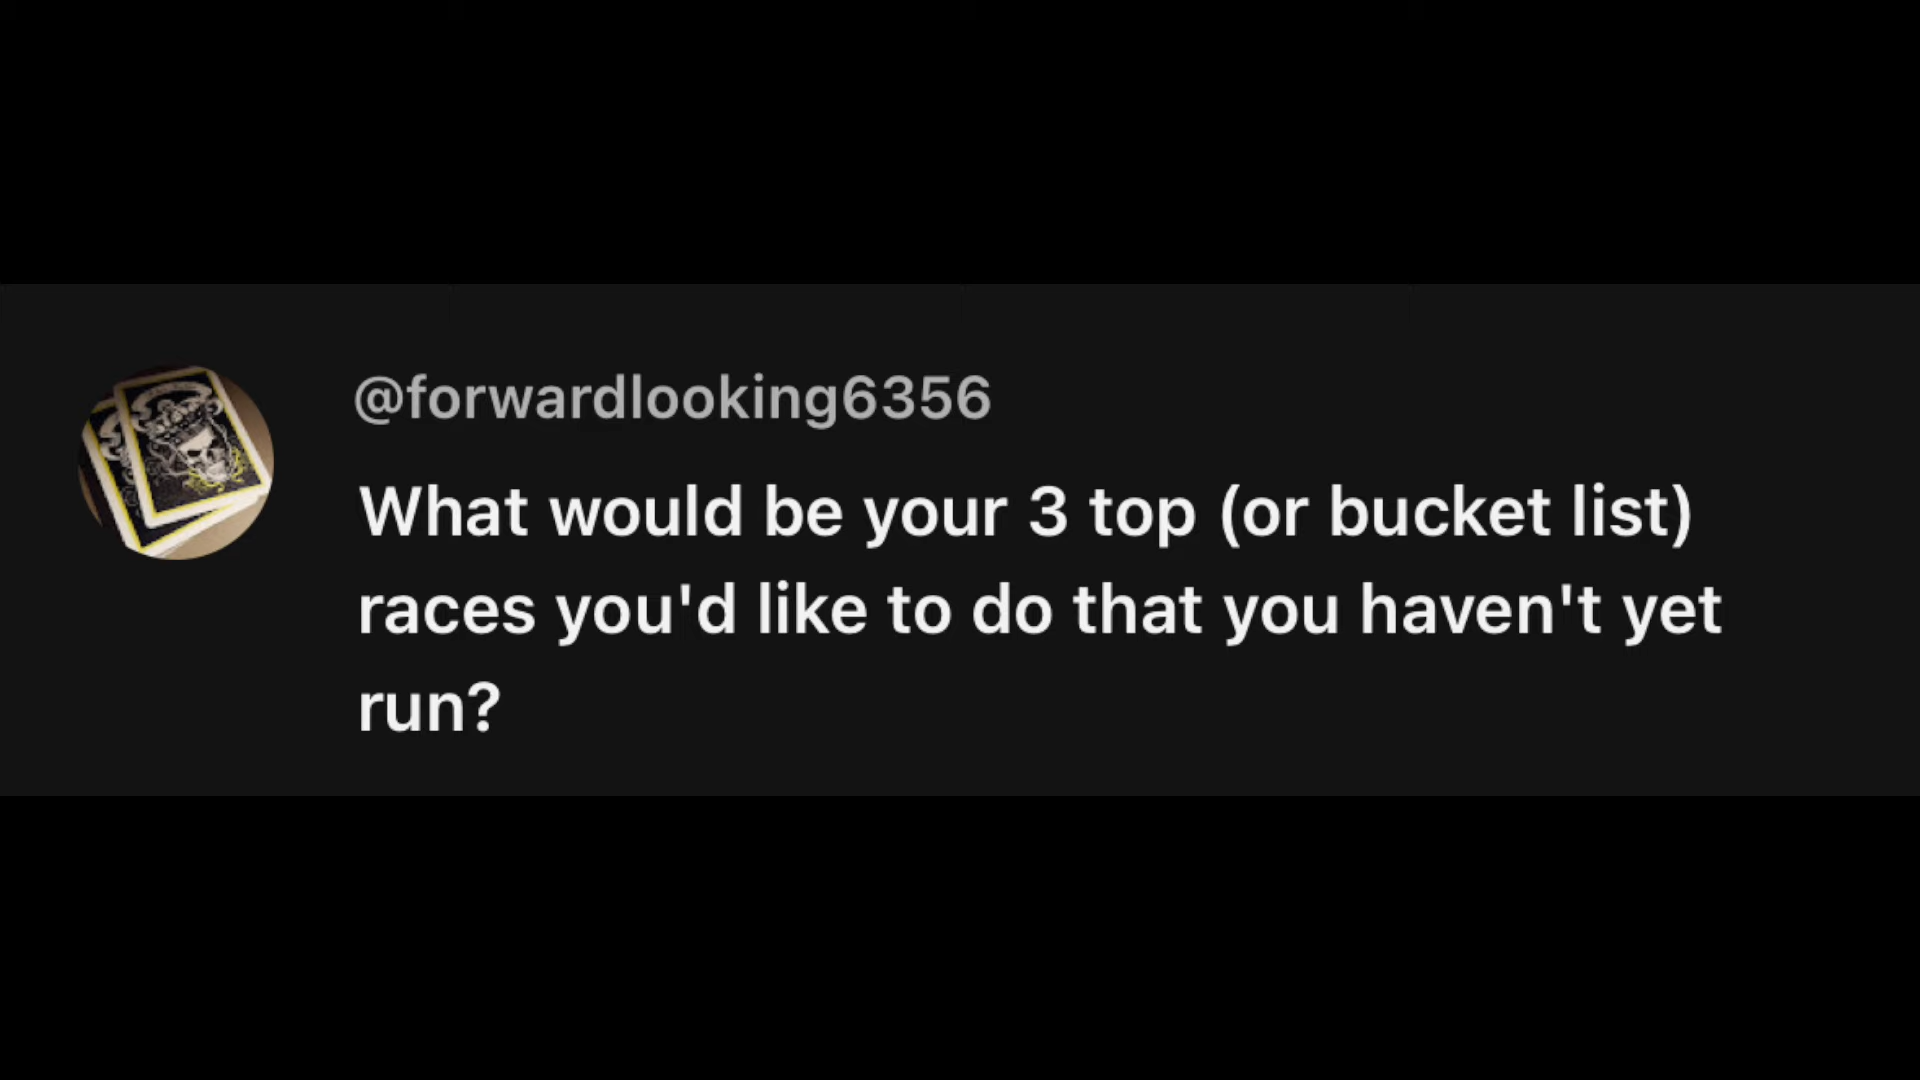 @forwardlooking6356
What would be your 3 top (or bucket list)
races you'd like to do that you haven't yet
run?